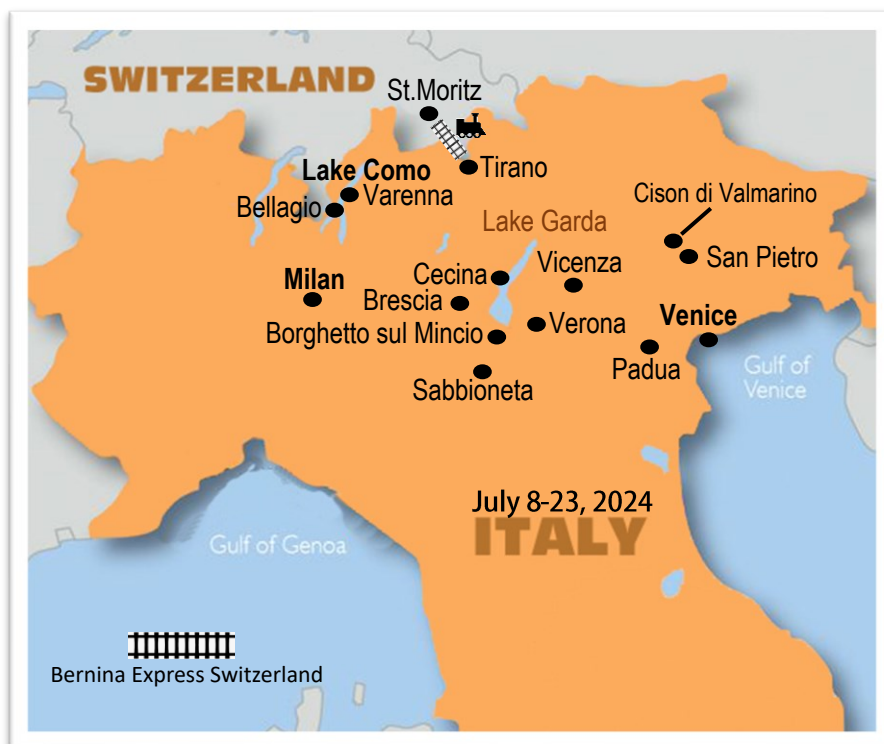 SWITZERLAND
St.Moritz
Tirano
Lake Como
Varenna
Bellagio
Cison di Valmarino
San Pietro
Lake Garda
Vicenza
Cecina
Milan
Brescia
Verona
Venice
Borghetto sul Mincio
Padua
Gulf of
Venice
Sabbioneta
July 8-23, 2024
ITALY
Gulf of Genoa
Bernina Express Switzerland